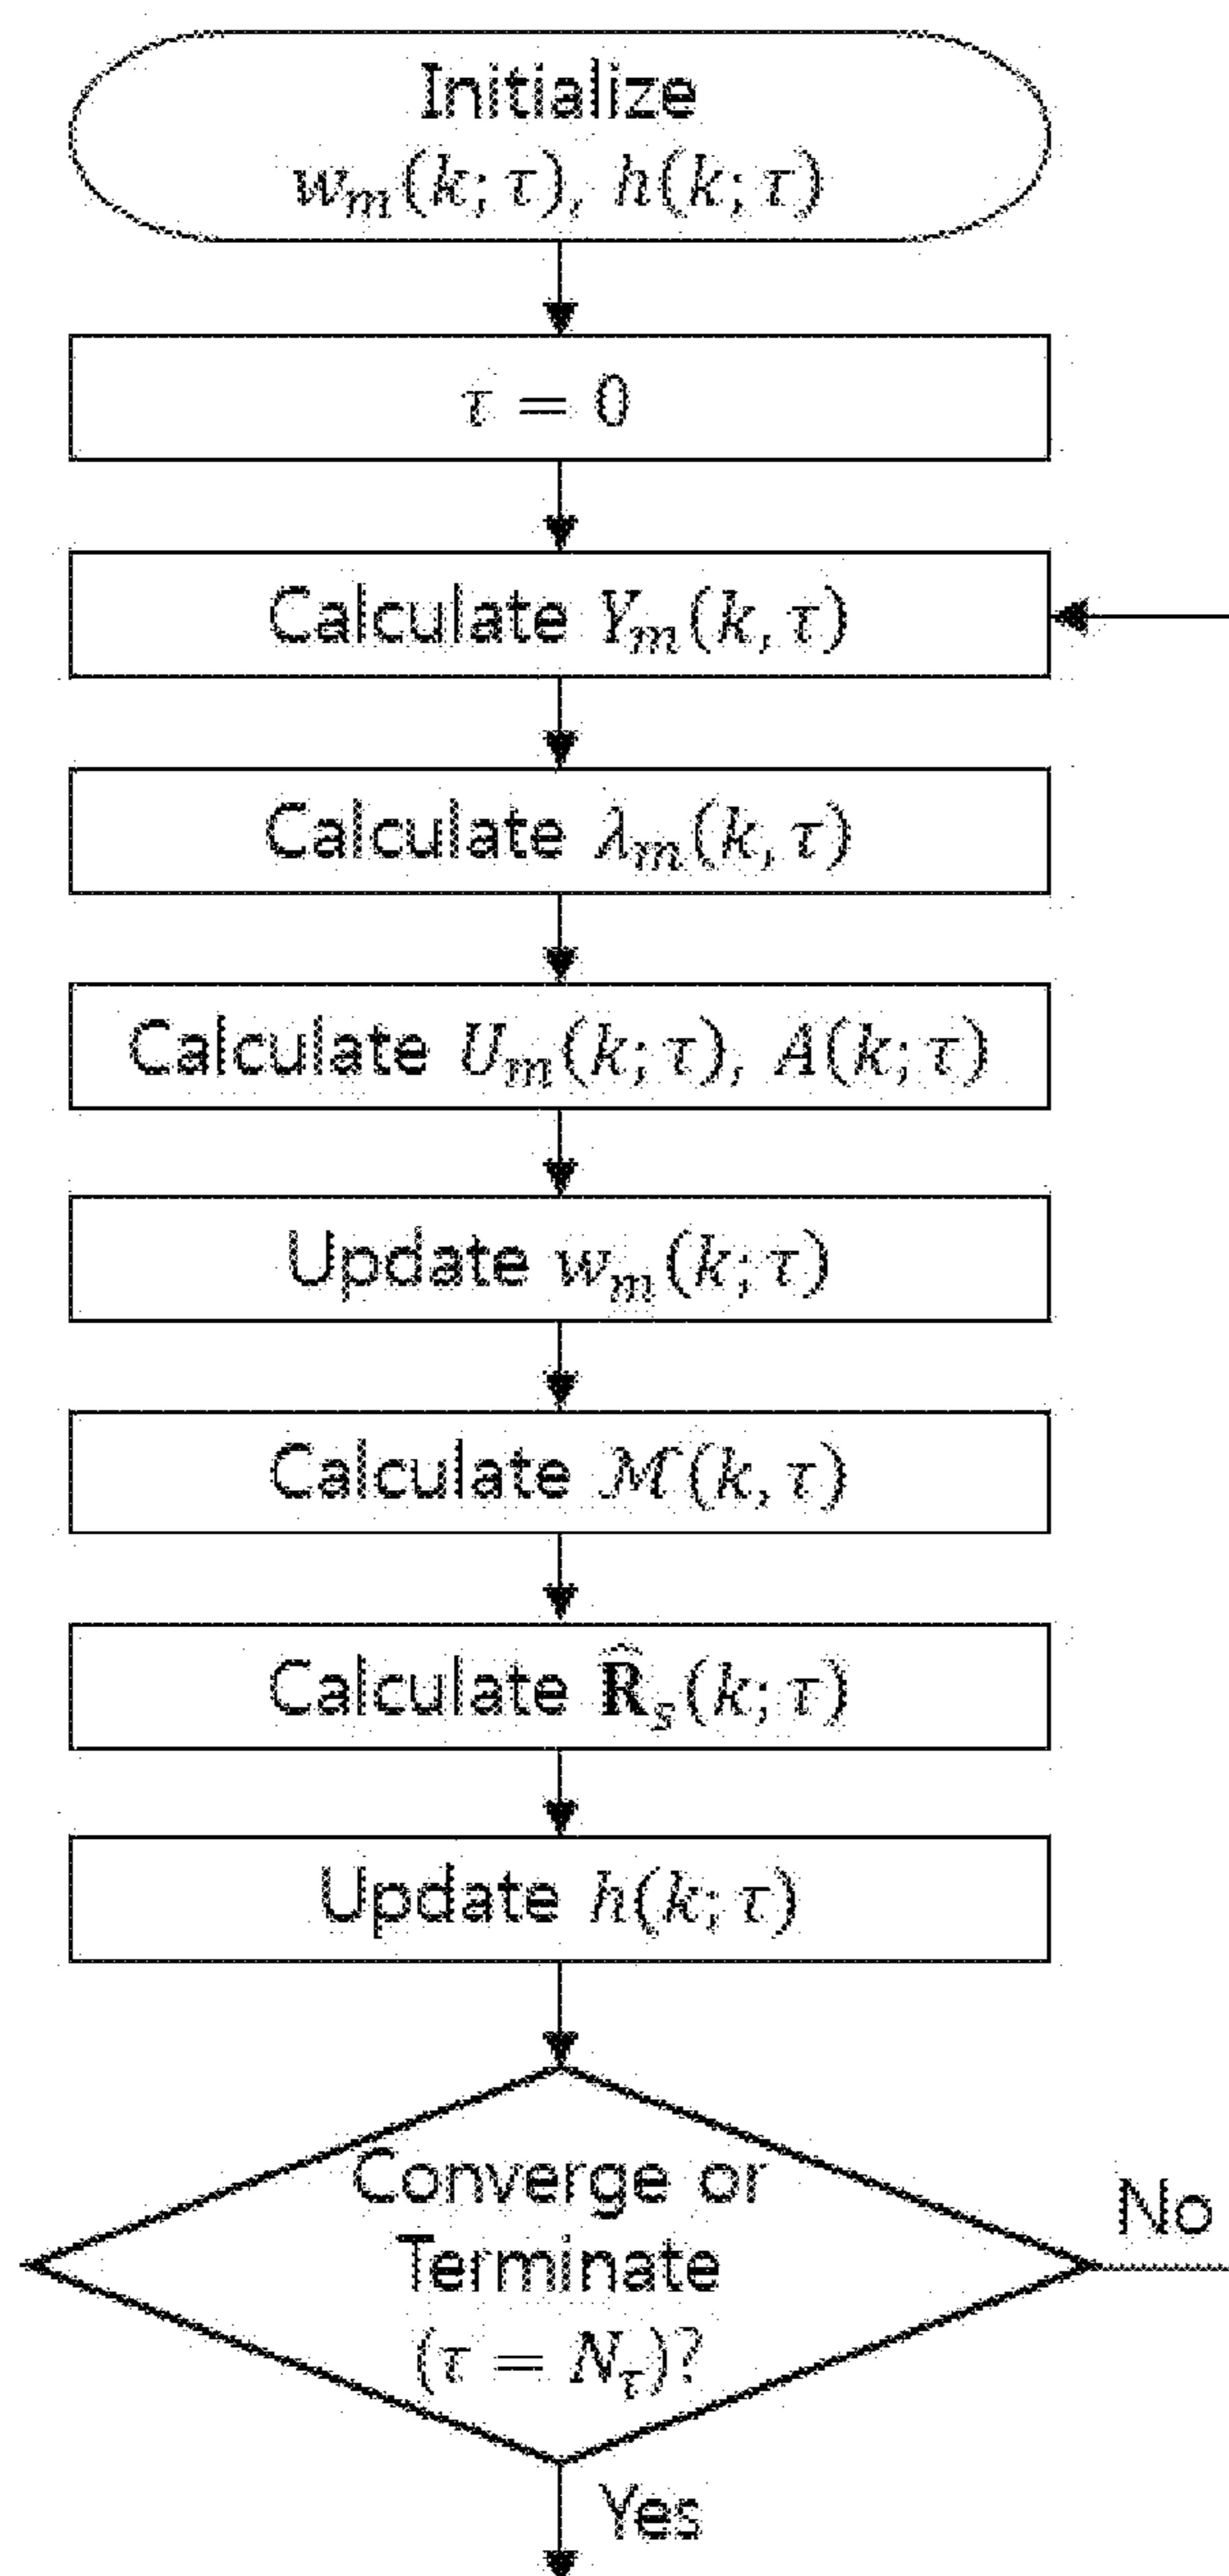 Initialize
w_m(k; τ), h(k; τ)
τ = 0
Calculate Y_m(k, τ)
Calculate λ_m(k, τ)
Calculate U_m(k; τ), A(k; τ)
Update w_m(k; τ)
Calculate ℳ(k, τ)
Calculate R̂_s(k; τ)
Update h(k; τ)
Converge or
Terminate
(τ = N_τ)?
No
Yes